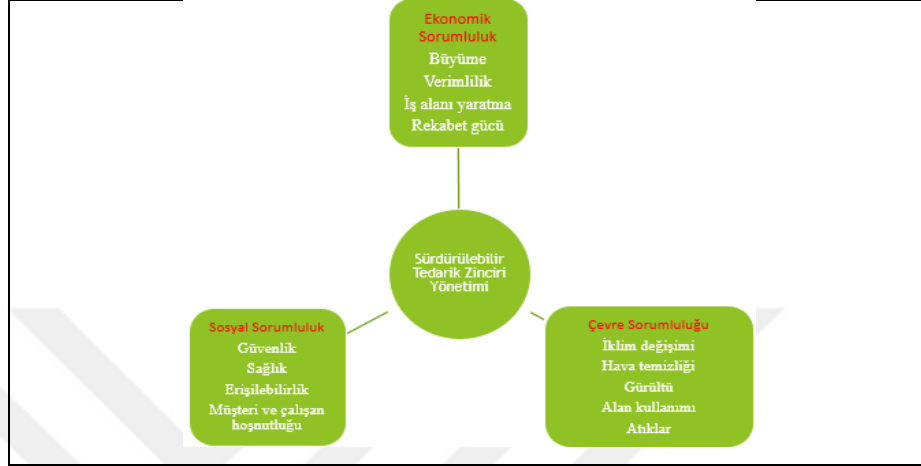 Ekonomik
Sorumluluk
Büyüme
Verimlilik
İş alanı yaratma
Rekabet gücü
Sürdürülebilir
Tedarik Zinciri
Yönetimi
Sosyal Sorumluluk
Güvenlik
Sağlık
Erişilebilirlik
Müşteri ve çalışan
hoşnutluğu
Çevre Sorumluluğu
İklim değişimi
Hava temizliği
Gürültü
Alan kullanımı
Atıklar